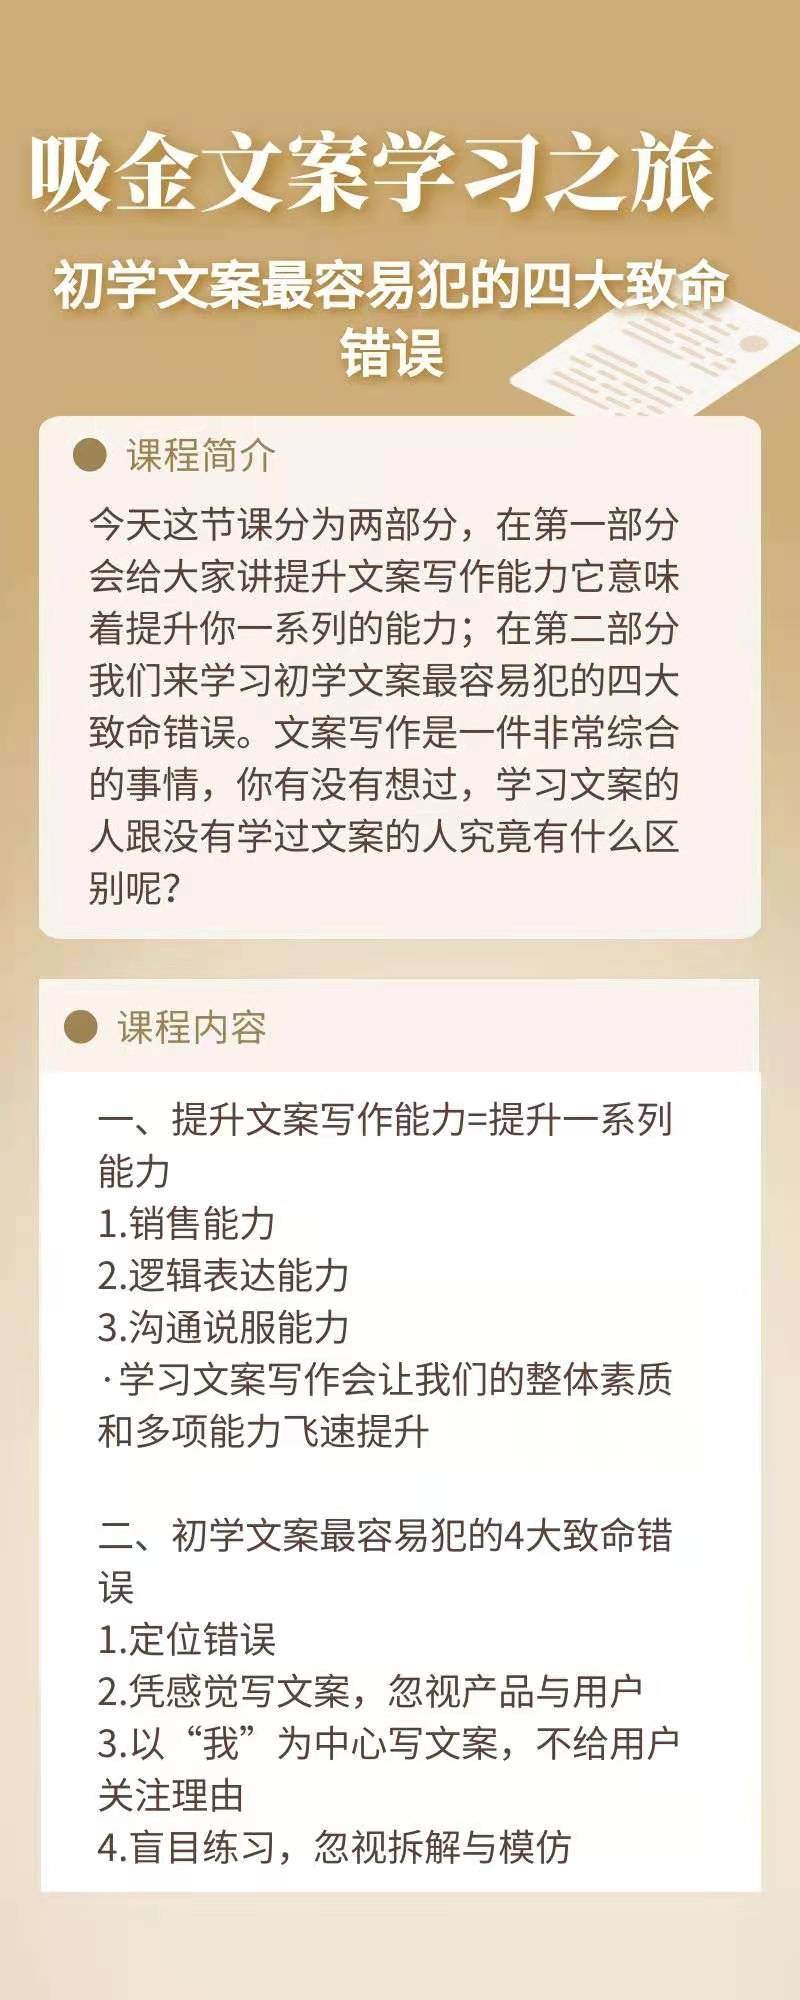 吸金文案学习之旅
初学文案最容易犯的四大致命
错误
课程简介
今天这节课分为两部分，在第一部分
会给大家讲提升文案写作能力它意味
着提升你一系列的能力；在第二部分
我们来学习初学文案最容易犯的四大
致命错误。文案写作是一件非常综合
的事情，你有没有想过，学习文案的
人跟没有学过文案的人究竟有什么区
别呢？
课程内容
一、提升文案写作能力=提升一系列
能力
1.销售能力
2.逻辑表达能力
3.沟通说服能力
·学习文案写作会让我们的整体素质
和多项能力飞速提升
二、初学文案最容易犯的4大致命错
误
1.定位错误
2.凭感觉写文案，忽视产品与用户
3.以“我”为中心写文案，不给用户
关注理由
4.盲目练习，忽视拆解与模仿